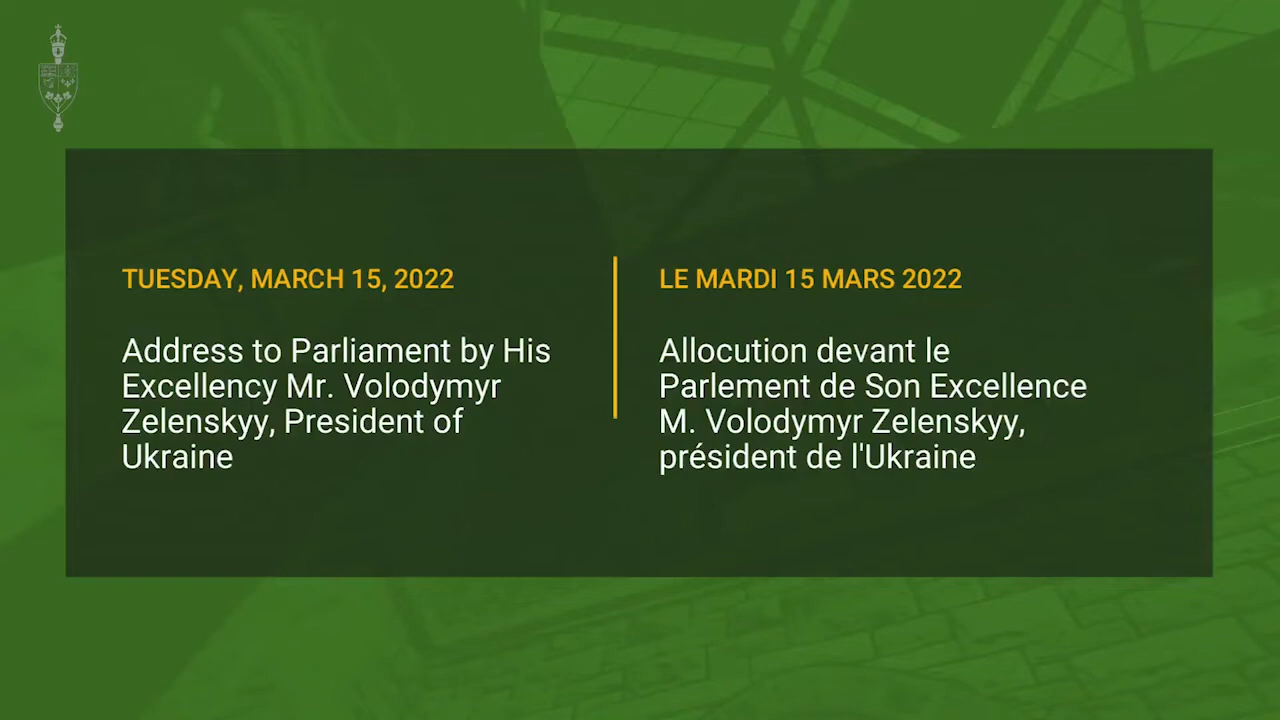 TUESDAY, MARCH 15, 2022
Address to Parliament by His
Excellency Mr. Volodymyr
Zelenskyy, President of
Ukraine
LE MARDI 15 MARS 2022
Allocution devant le
Parlement de Son Excellence
M. Volodymyr Zelenskyy,
président de l'Ukraine